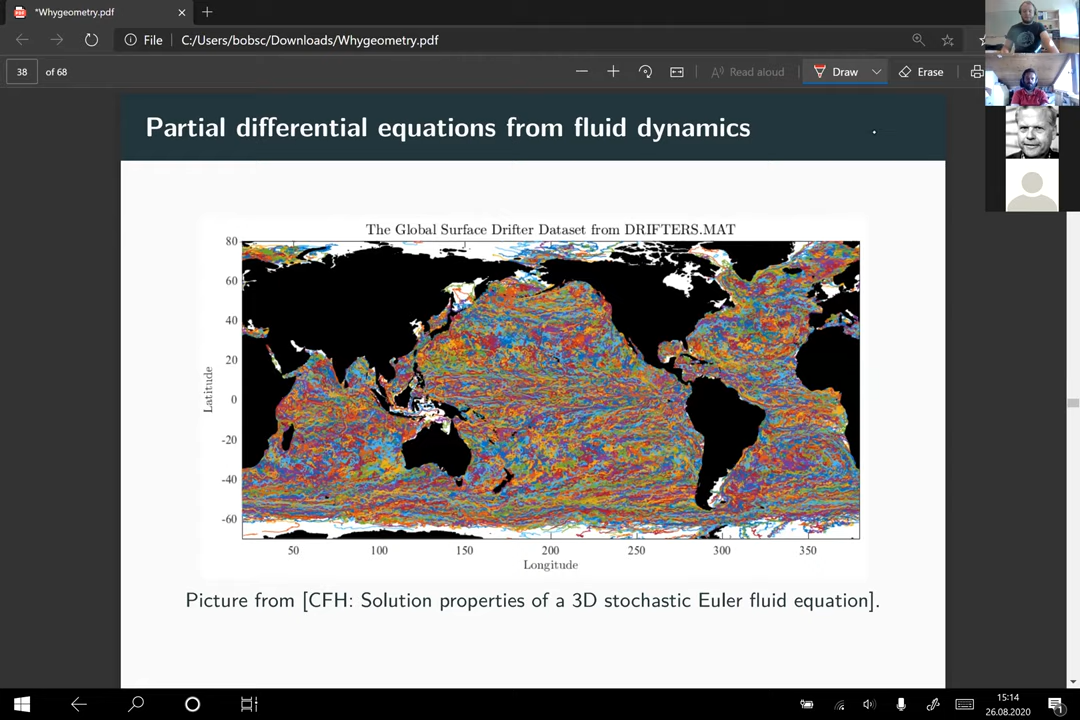 *Whygeometry.pdf
File C:/Users/bobsc/Downloads/Whygeometry.pdf
38 of 68 Read aloud Draw Erase
Partial differential equations from fluid dynamics
The Global Surface Drifter Dataset from DRIFTERS.MAT
80
60
40
20
0
-20
-40
-60
Latitude
50 100 150 200 250 300 350
Longitude
Picture from [CFH: Solution properties of a 3D stochastic Euler fluid equation].
15:14
26.08.2020